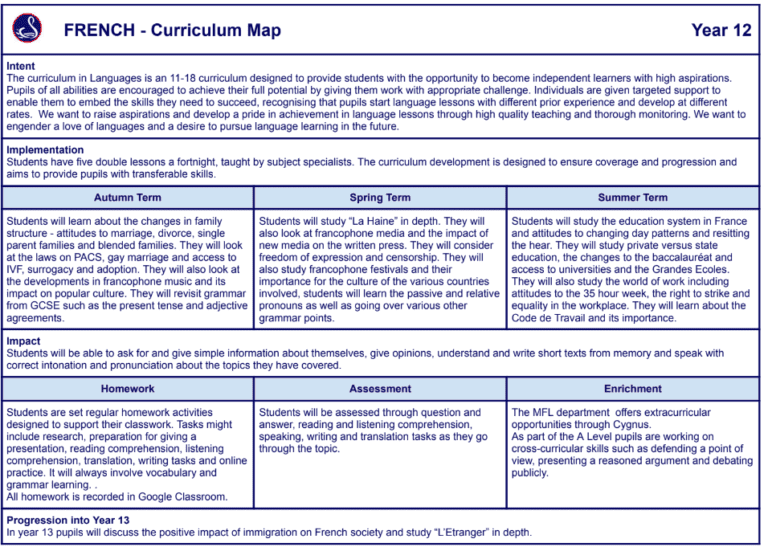 FRENCH - Curriculum Map
Year 12
Intent
The curriculum in Languages is an 11-18 curriculum designed to provide students with the opportunity to become independent learners with high aspirations.
Pupils of all abilities are encouraged to achieve their full potential by giving them work with appropriate challenge. Individuals are given targeted support to
enable them to embed the skills they need to succeed, recognising that pupils start language lessons with different prior experience and develop at different
rates.  We want to raise aspirations and develop a pride in achievement in language lessons through high quality teaching and thorough monitoring. We want to
engender a love of languages and a desire to pursue language learning in the future.
Implementation
Students have five double lessons a fortnight, taught by subject specialists. The curriculum development is designed to ensure coverage and progression and
aims to provide pupils with transferable skills.
Autumn Term
Students will learn about the changes in family
structure - attitudes to marriage, divorce, single
parent families and blended families. They will look
at the laws on PACS, gay marriage and access to
IVF, surrogacy and adoption. They will also look at
the developments in francophone music and its
impact on popular culture. They will revisit grammar
from GCSE such as the present tense and adjective
agreements.
Spring Term
Students will study “La Haine” in depth. They will
also look at francophone media and the impact of
new media on the written press. They will consider
freedom of expression and censorship. They will
also study francophone festivals and their
importance for the culture of the various countries
involved, students will learn the passive and relative
pronouns as well as going over various other
grammar points.
Summer Term
Students will study the education system in France
and attitudes to changing day patterns and resitting
the hear. They will study private versus state
education, the changes to the baccalauréat and
access to universities and the Grandes Ecoles.
They will also study the world of work including
attitudes to the 35 hour week, the right to strike and
equality in the workplace. They will learn about the
Code de Travail and its importance.
Impact
Students will be able to ask for and give simple information about themselves, give opinions, understand and write short texts from memory and speak with
correct intonation and pronunciation about the topics they have covered.
Homework
Students are set regular homework activities
designed to support their classwork. Tasks might
include research, preparation for giving a
presentation, reading comprehension, listening
comprehension, translation, writing tasks and online
practice. It will always involve vocabulary and
grammar learning. .
All homework is recorded in Google Classroom.
Assessment
Students will be assessed through question and
answer, reading and listening comprehension,
speaking, writing and translation tasks as they go
through the topic.
Enrichment
The MFL department  offers extracurricular
opportunities through Cygnus.
As part of the A Level pupils are working on
cross-curricular skills such as defending a point of
view, presenting a reasoned argument and debating
publicly.
Progression into Year 13
In year 13 pupils will discuss the positive impact of immigration on French society and study “L’Etranger” in depth.